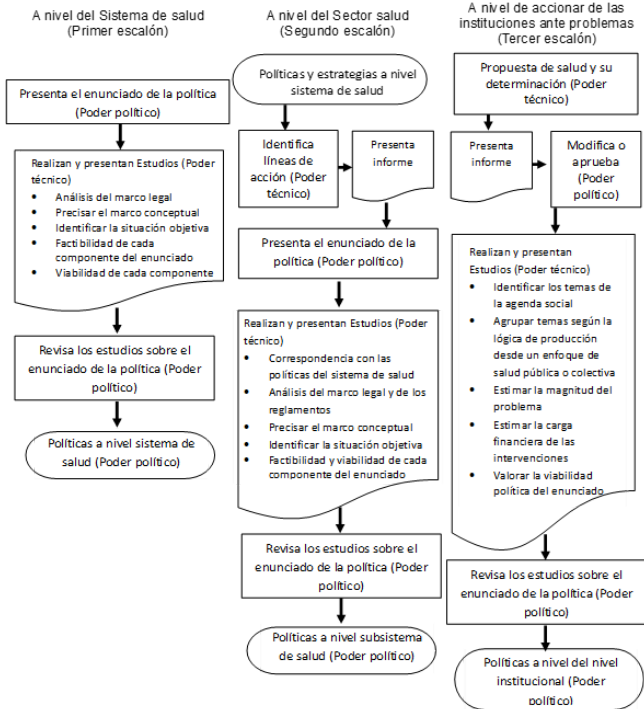 A nivel del Sistema de salud
(Primer escalón)
Presenta el enunciado de la política
(Poder político)
Realizan y presentan Estudios (Poder
técnico)
• Análisis del marco legal
• Precisar el marco conceptual
• Identificar la situación objetiva
• Factibilidad de cada
componente del enunciado
• Viabilidad de cada componente
Revisa los estudios sobre el
enunciado de la política (Poder
político)
Políticas a nivel sistema de
salud (Poder político)
A nivel del Sector salud
(Segundo escalón)
Políticas y estrategias a nivel
sistema de salud
Identifica
líneas de
acción (Poder
técnico)
Presenta
informe
Presenta el enunciado de la
política (Poder político)
Realizan y presentan Estudios (Poder
técnico)
• Correspondencia con las
políticas del sistema de salud
• Análisis del marco legal y de los
reglamentos
• Precisar el marco conceptual
• Identificar la situación objetiva
• Factibilidad y viabilidad de cada
componente del enunciado
Revisa los estudios sobre el
enunciado de la política (Poder
político)
Políticas a nivel subsistema
de salud (Poder político)
A nivel de accionar de las
instituciones ante problemas
(Tercer escalón)
Propuesta de salud y su
determinación (Poder
técnico)
Presenta
informe
Modifica o
aprueba
(Poder
político)
Realizan y presentan
Estudios (Poder técnico)
• Identificar los temas de
la agenda social
• Agrupar temas según la
lógica de producción
desde un enfoque de
salud pública o colectiva
• Estimar la magnitud del
problema
• Estimar la carga
financiera de las
intervenciones
• Valorar la viabilidad
política del enunciado
Revisa los estudios sobre el
enunciado de la política (Poder
político)
Políticas a nivel del nivel
institucional (Poder
político)